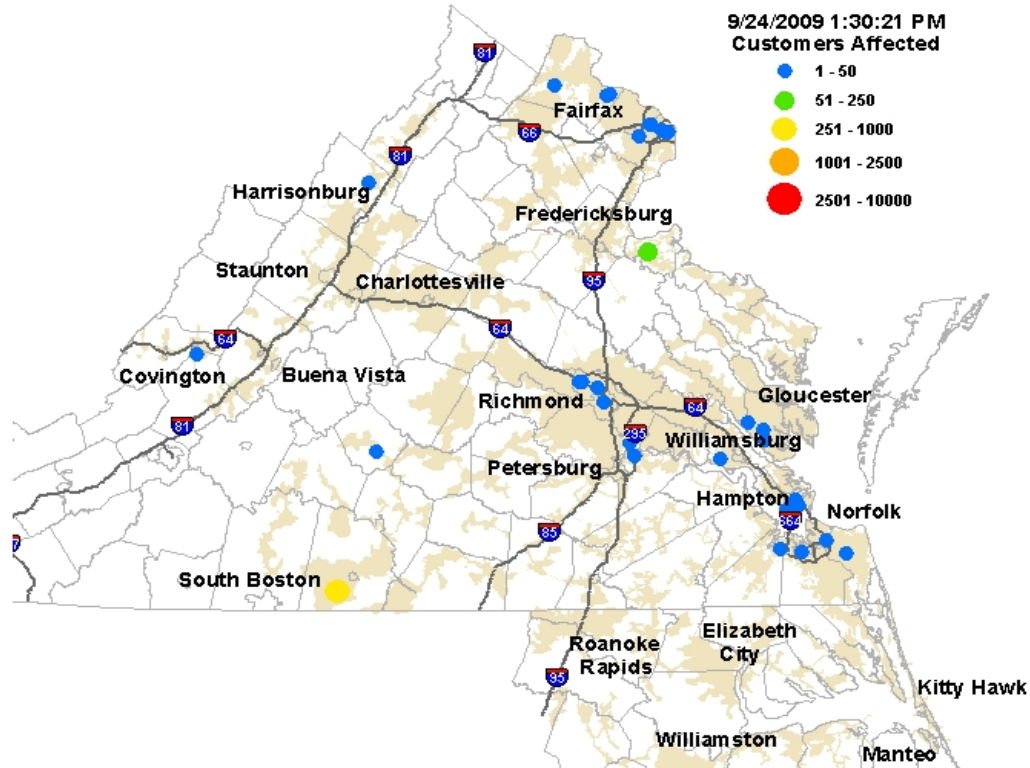 9/24/2009 1:30:21 PM
Customers Affected
1 - 50
51 - 250
251 - 1000
1001 - 2500
2501 - 10000
81
Fairfax
66
81
Harrisonburg
Fredericksburg
Staunton
Charlottesville
95
64
64
Covington
Buena Vista
Richmond
64
Gloucester
81
295
Williamsburg
Petersburg
Hampton
664
Norfolk
85
South Boston
Roanoke
Rapids
Elizabeth
City
95
Kitty Hawk
Williamston
Manteo